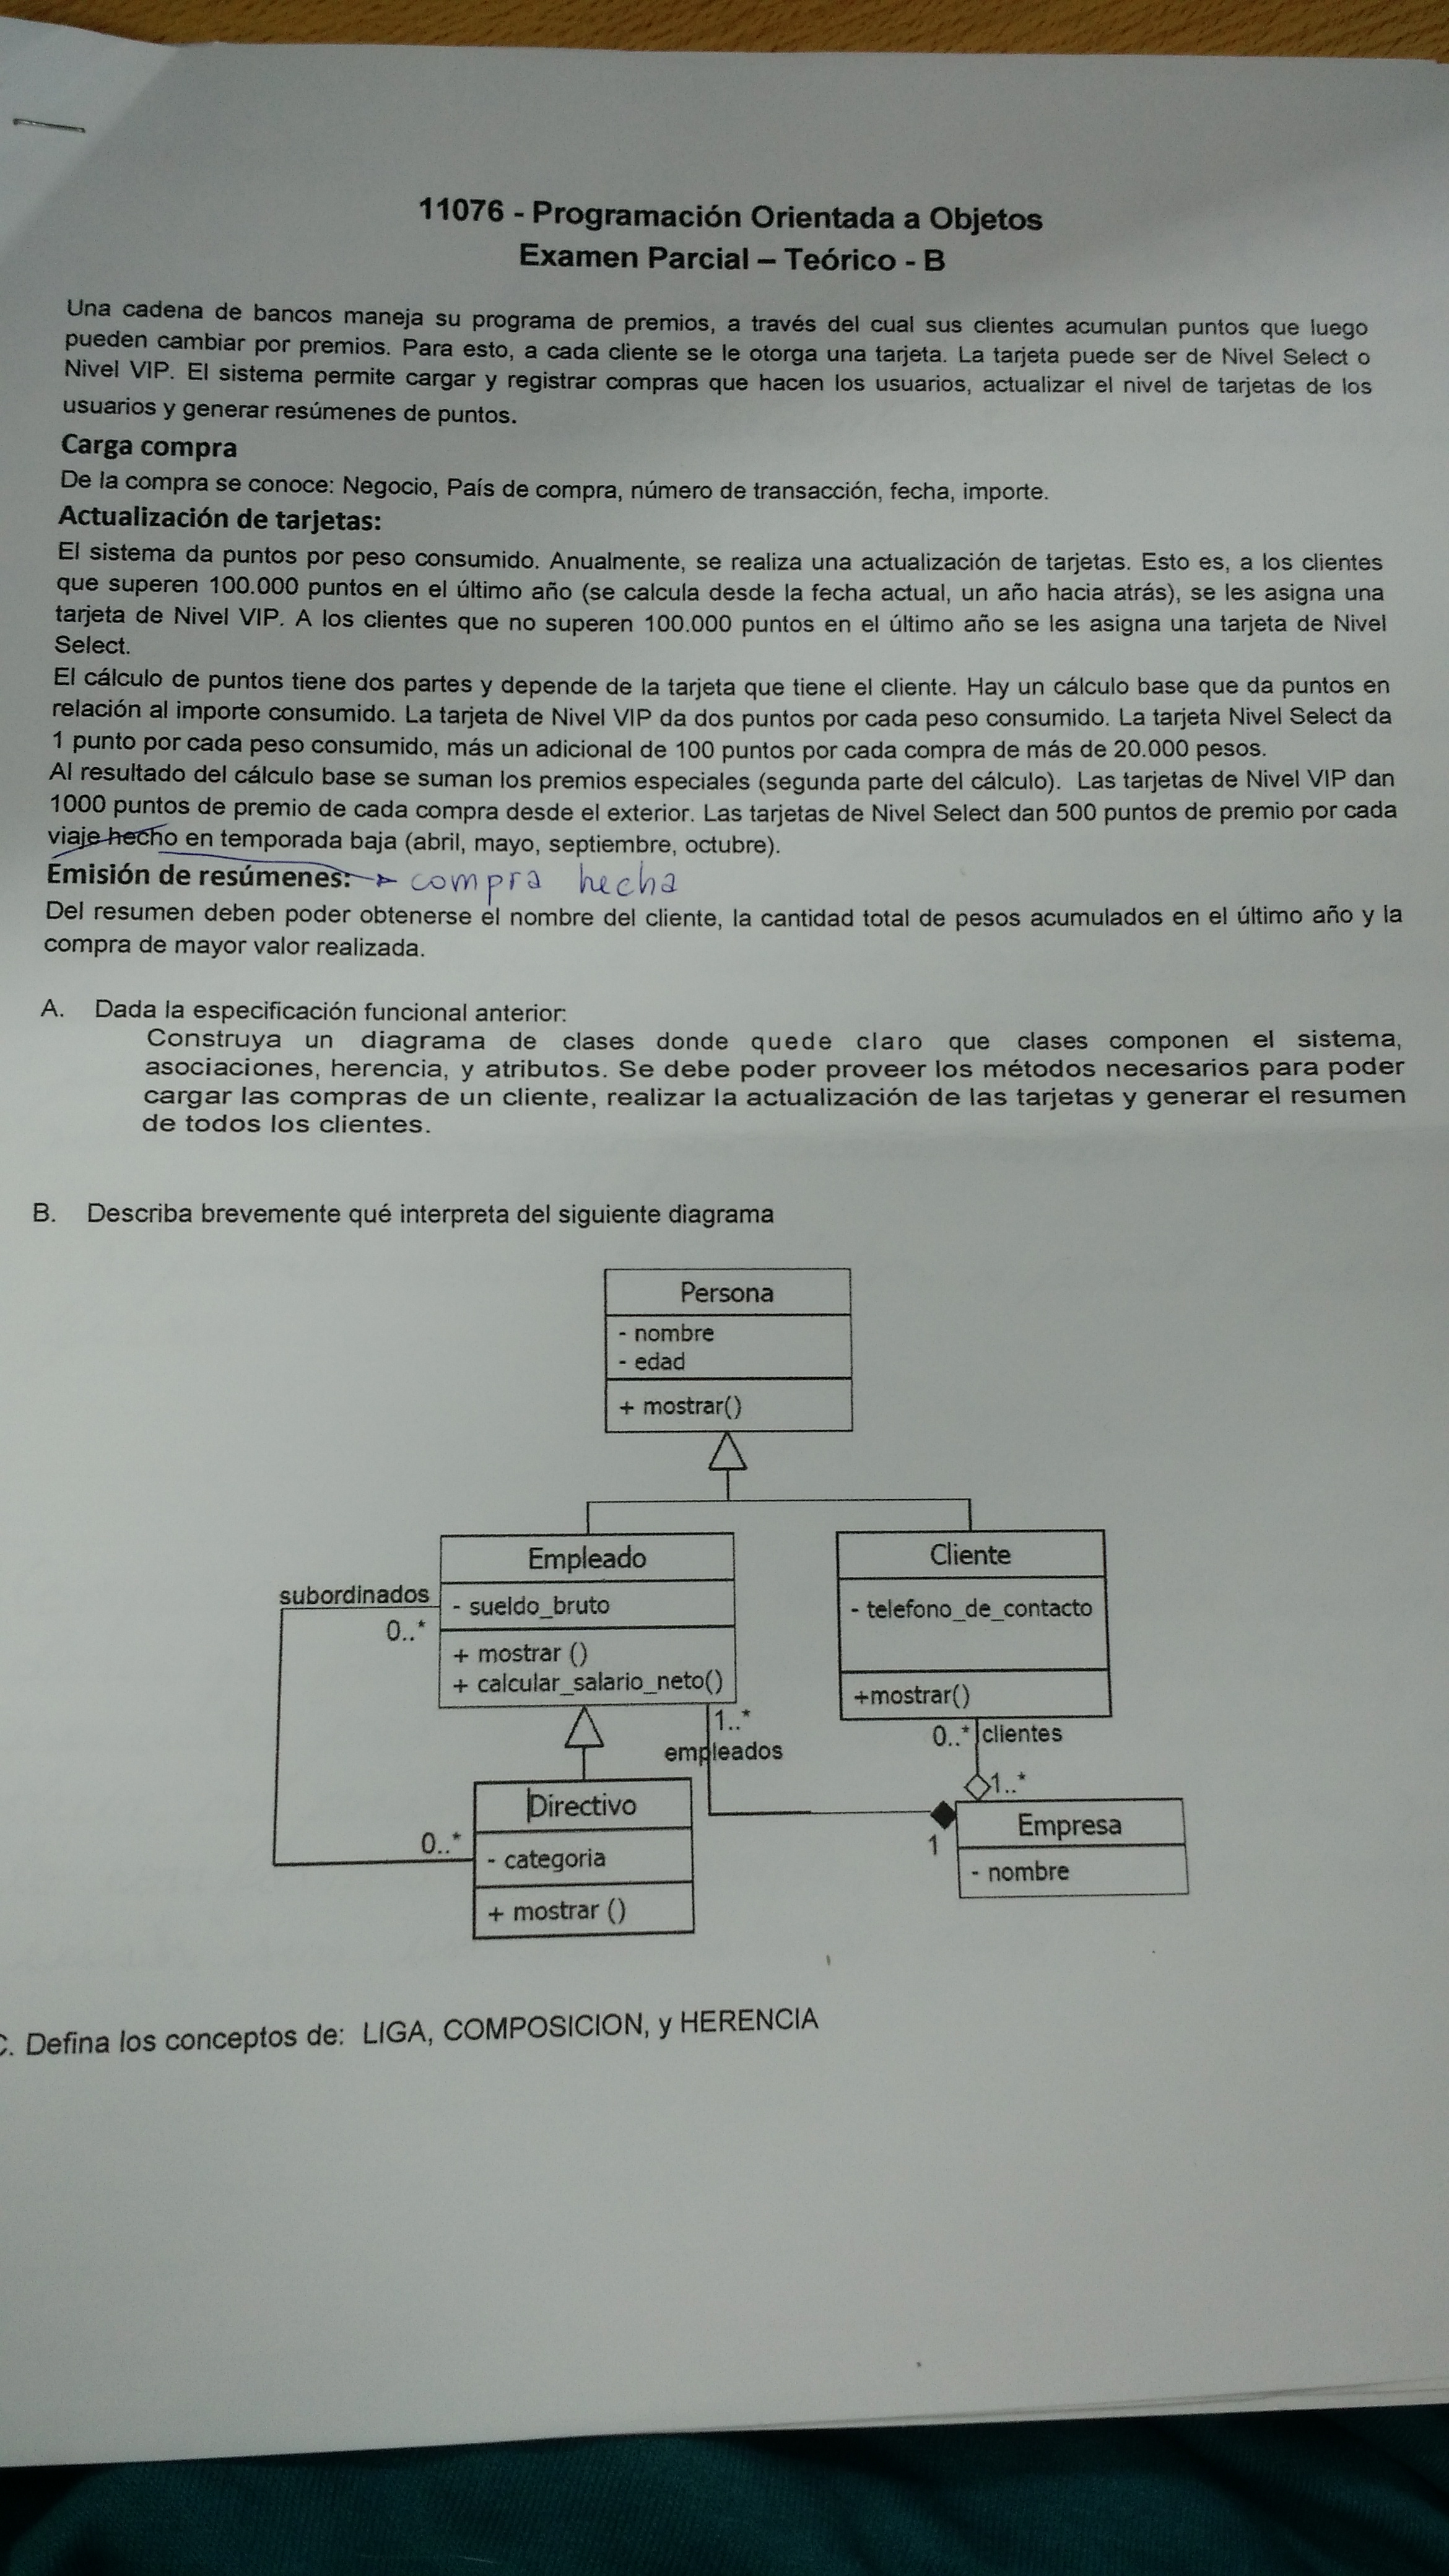 11076 - Programación Orientada a Objetos
Examen Parcial – Teórico - B
Una cadena de bancos maneja su programa de premios, a través del cual sus clientes acumulan puntos que luego
pueden cambiar por premios. Para esto, a cada cliente se le otorga una tarjeta. La tarjeta puede ser de Nivel Select o
Nivel VIP. El sistema permite cargar y registrar compras que hacen los usuarios, actualizar el nivel de tarjetas de los
usuarios y generar resúmenes de puntos.
Carga compra
De la compra se conoce: Negocio, País de compra, número de transacción, fecha, importe.
Actualización de tarjetas:
El sistema da puntos por peso consumido. Anualmente, se realiza una actualización de tarjetas. Esto es, a los clientes
que superen 100.000 puntos en el último año (se calcula desde la fecha actual, un año hacia atrás), se les asigna una
tarjeta de Nivel VIP. A los clientes que no superen 100.000 puntos en el último año se les asigna una tarjeta de Nivel
Select.
El cálculo de puntos tiene dos partes y depende de la tarjeta que tiene el cliente. Hay un cálculo base que da puntos en
relación al importe consumido. La tarjeta de Nivel VIP da dos puntos por cada peso consumido. La tarjeta Nivel Select da
1 punto por cada peso consumido, más un adicional de 100 puntos por cada compra de más de 20.000 pesos.
Al resultado del cálculo base se suman los premios especiales (segunda parte del cálculo). Las tarjetas de Nivel VIP dan
1000 puntos de premio de cada compra desde el exterior. Las tarjetas de Nivel Select dan 500 puntos de premio por cada
viaje hecho en temporada baja (abril, mayo, septiembre, octubre).
Emisión de resúmenes: → compra hecha
Del resumen deben poder obtenerse el nombre del cliente, la cantidad total de pesos acumulados en el último año y la
compra de mayor valor realizada.
A. Dada la especificación funcional anterior:
Construya un diagrama de clases donde quede claro que clases componen el sistema,
asociaciones, herencia, y atributos. Se debe poder proveer los métodos necesarios para poder
cargar las compras de un cliente, realizar la actualización de las tarjetas y generar el resumen
de todos los clientes.
B. Describa brevemente qué interpreta del siguiente diagrama
Persona
- nombre
- edad
+ mostrar()
Empleado
- sueldo_bruto
+ mostrar ()
+ calcular_salario_neto()
Cliente
- telefono_de_contacto
+mostrar()
subordinados
0..*
1..*
empleados
0..* clientes
1..*
Directivo
- categoria
+ mostrar ()
0..*
1
Empresa
- nombre
C. Defina los conceptos de: LIGA, COMPOSICION, y HERENCIA